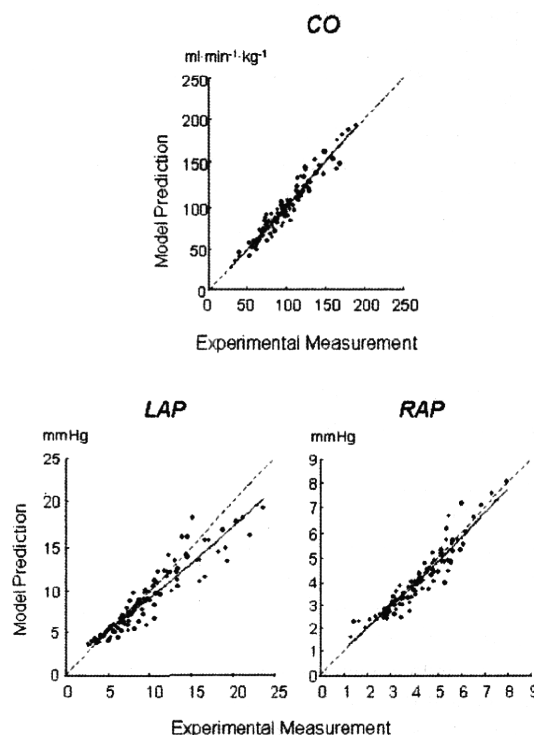 CO
ml·min⁻¹·kg⁻¹
250
200
150
100
50
0
0 50 100 150 200 250
Model Prediction
Experimental Measurement
LAP
mmHg
25
20
15
10
5
0
0 5 10 15 20 25
Model Prediction
RAP
mmHg
9
8
7
6
5
4
3
2
1
0
0 1 2 3 4 5 6 7 8 9
Experimental Measurement